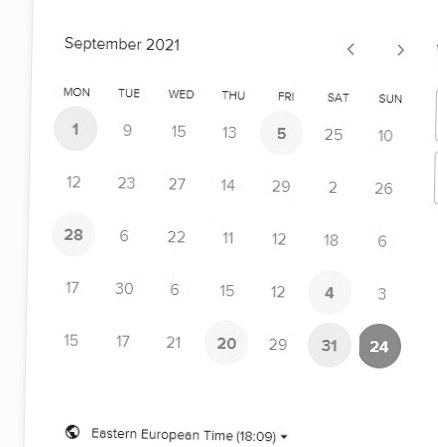 September 2021
MON TUE WED THU FRI SAT SUN
1 9 15 13 5 25 10
12 23 27 14 29 2 26
28 6 22 11 12 18 6
17 30 6 15 12 4 3
15 17 21 20 29 31 24
Eastern European Time (18:09)